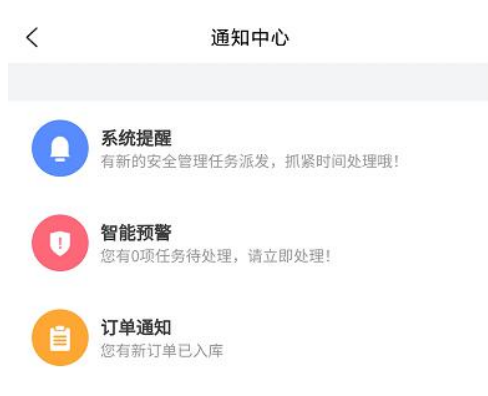 通知中心
系统提醒
有新的安全管理任务派发，抓紧时间处理哦！
智能预警
您有0项任务待处理，请立即处理！
订单通知
您有新订单已入库